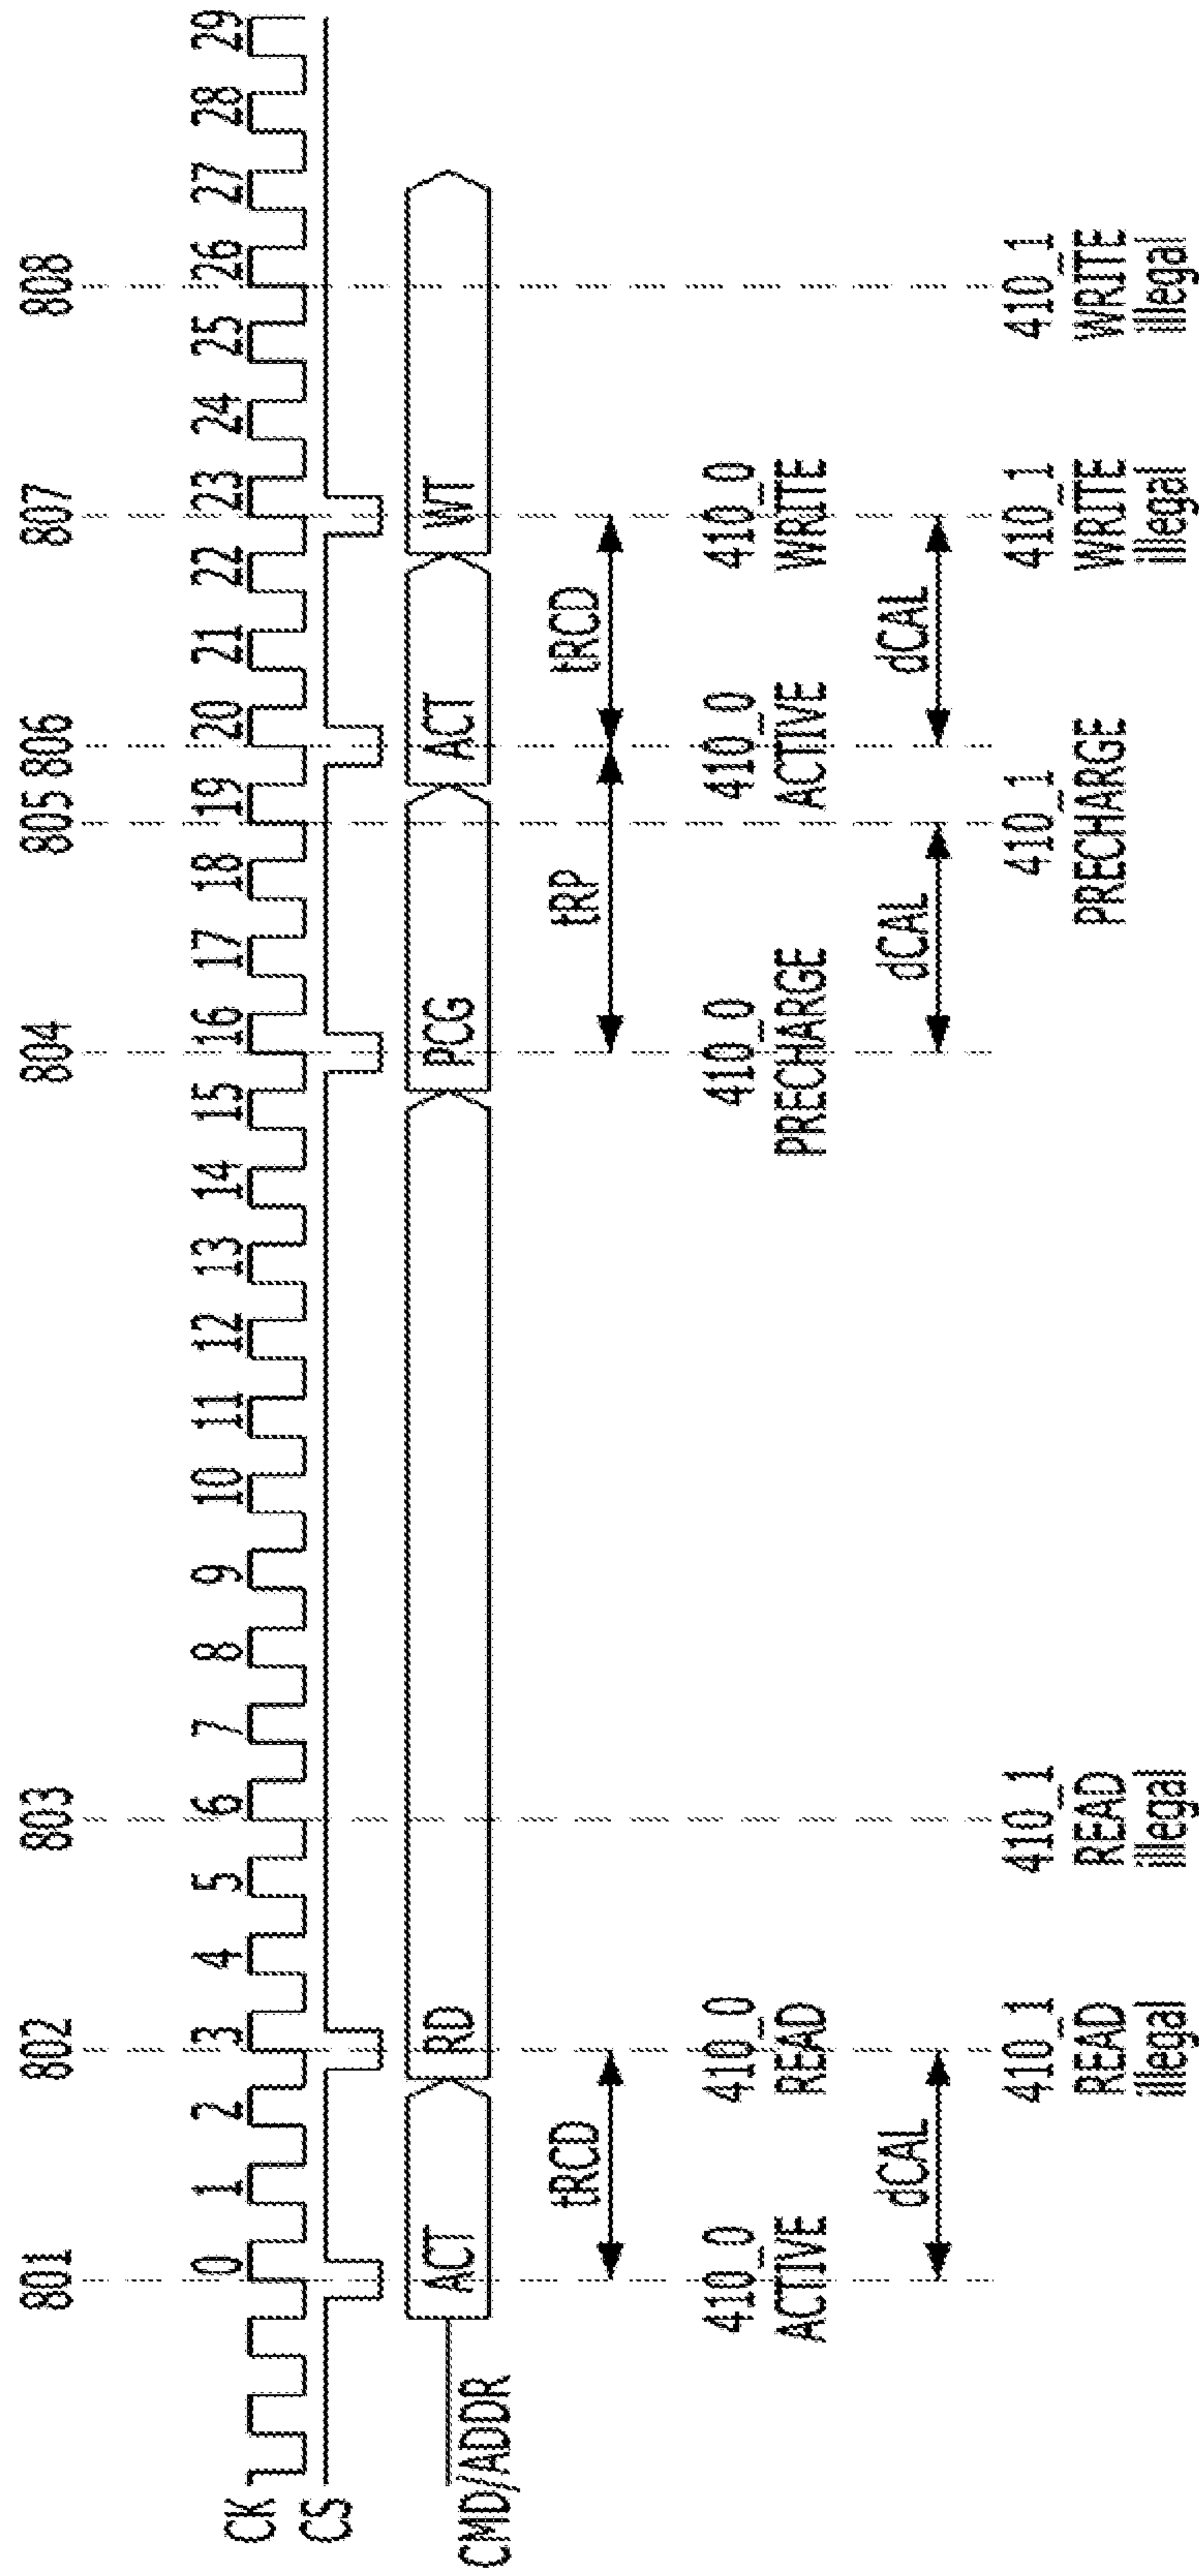 801 802 803 804 805 806 807 808
0 1 2 3 4 5 6 7 8 9 10 11 12 13 14 15 16 17 18 19 20 21 22 23 24 25 26 27 28 29
CK
CS
CMD/ADDR ACT RD PCG ACT WT
tRCD tRP tRCD
410_0 410_0 410_0 410_0 410_0
ACTIVE READ PRECHARGE ACTIVE WRITE
dCAL dCAL dCAL
410_1 410_1 410_1 410_1 410_1
READ READ PRECHARGE WRITE WRITE
illegal illegal illegal illegal